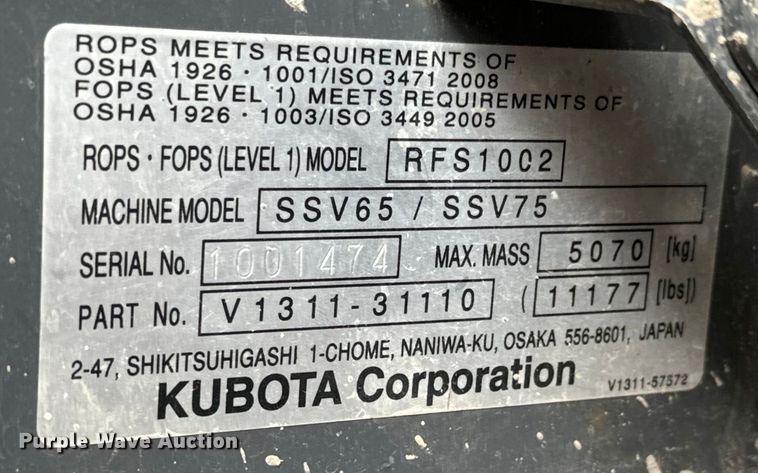 ROPS MEETS REQUIREMENTS OF
OSHA 1926 · 1001/ISO 3471 2008
FOPS (LEVEL 1) MEETS REQUIREMENTS OF
OSHA 1926 · 1003/ISO 3449 2005
ROPS · FOPS (LEVEL 1) MODEL RFS1002
MACHINE MODEL SSV65 / SSV75
SERIAL No. 1001474 MAX. MASS 5070 [kg]
PART No. V1311-31110 (11177 [lbs])
2-47, SHIKITSUHIGASHI 1-CHOME, NANIWA-KU, OSAKA 556-8601, JAPAN
KUBOTA Corporation V1311-57572
Purple Wave Auction